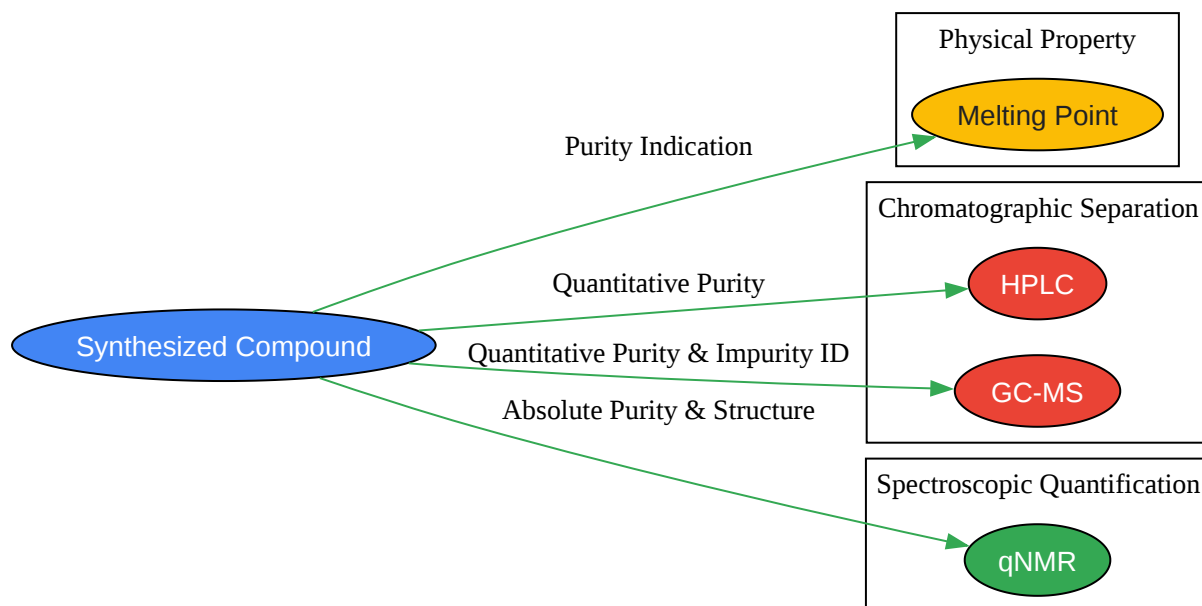 Physical Property
Melting Point
Purity Indication
Chromatographic Separation
Quantitative Purity
HPLC
Synthesized Compound
Quantitative Purity & Impurity ID
GC-MS
Absolute Purity & Structure
Spectroscopic Quantification
qNMR